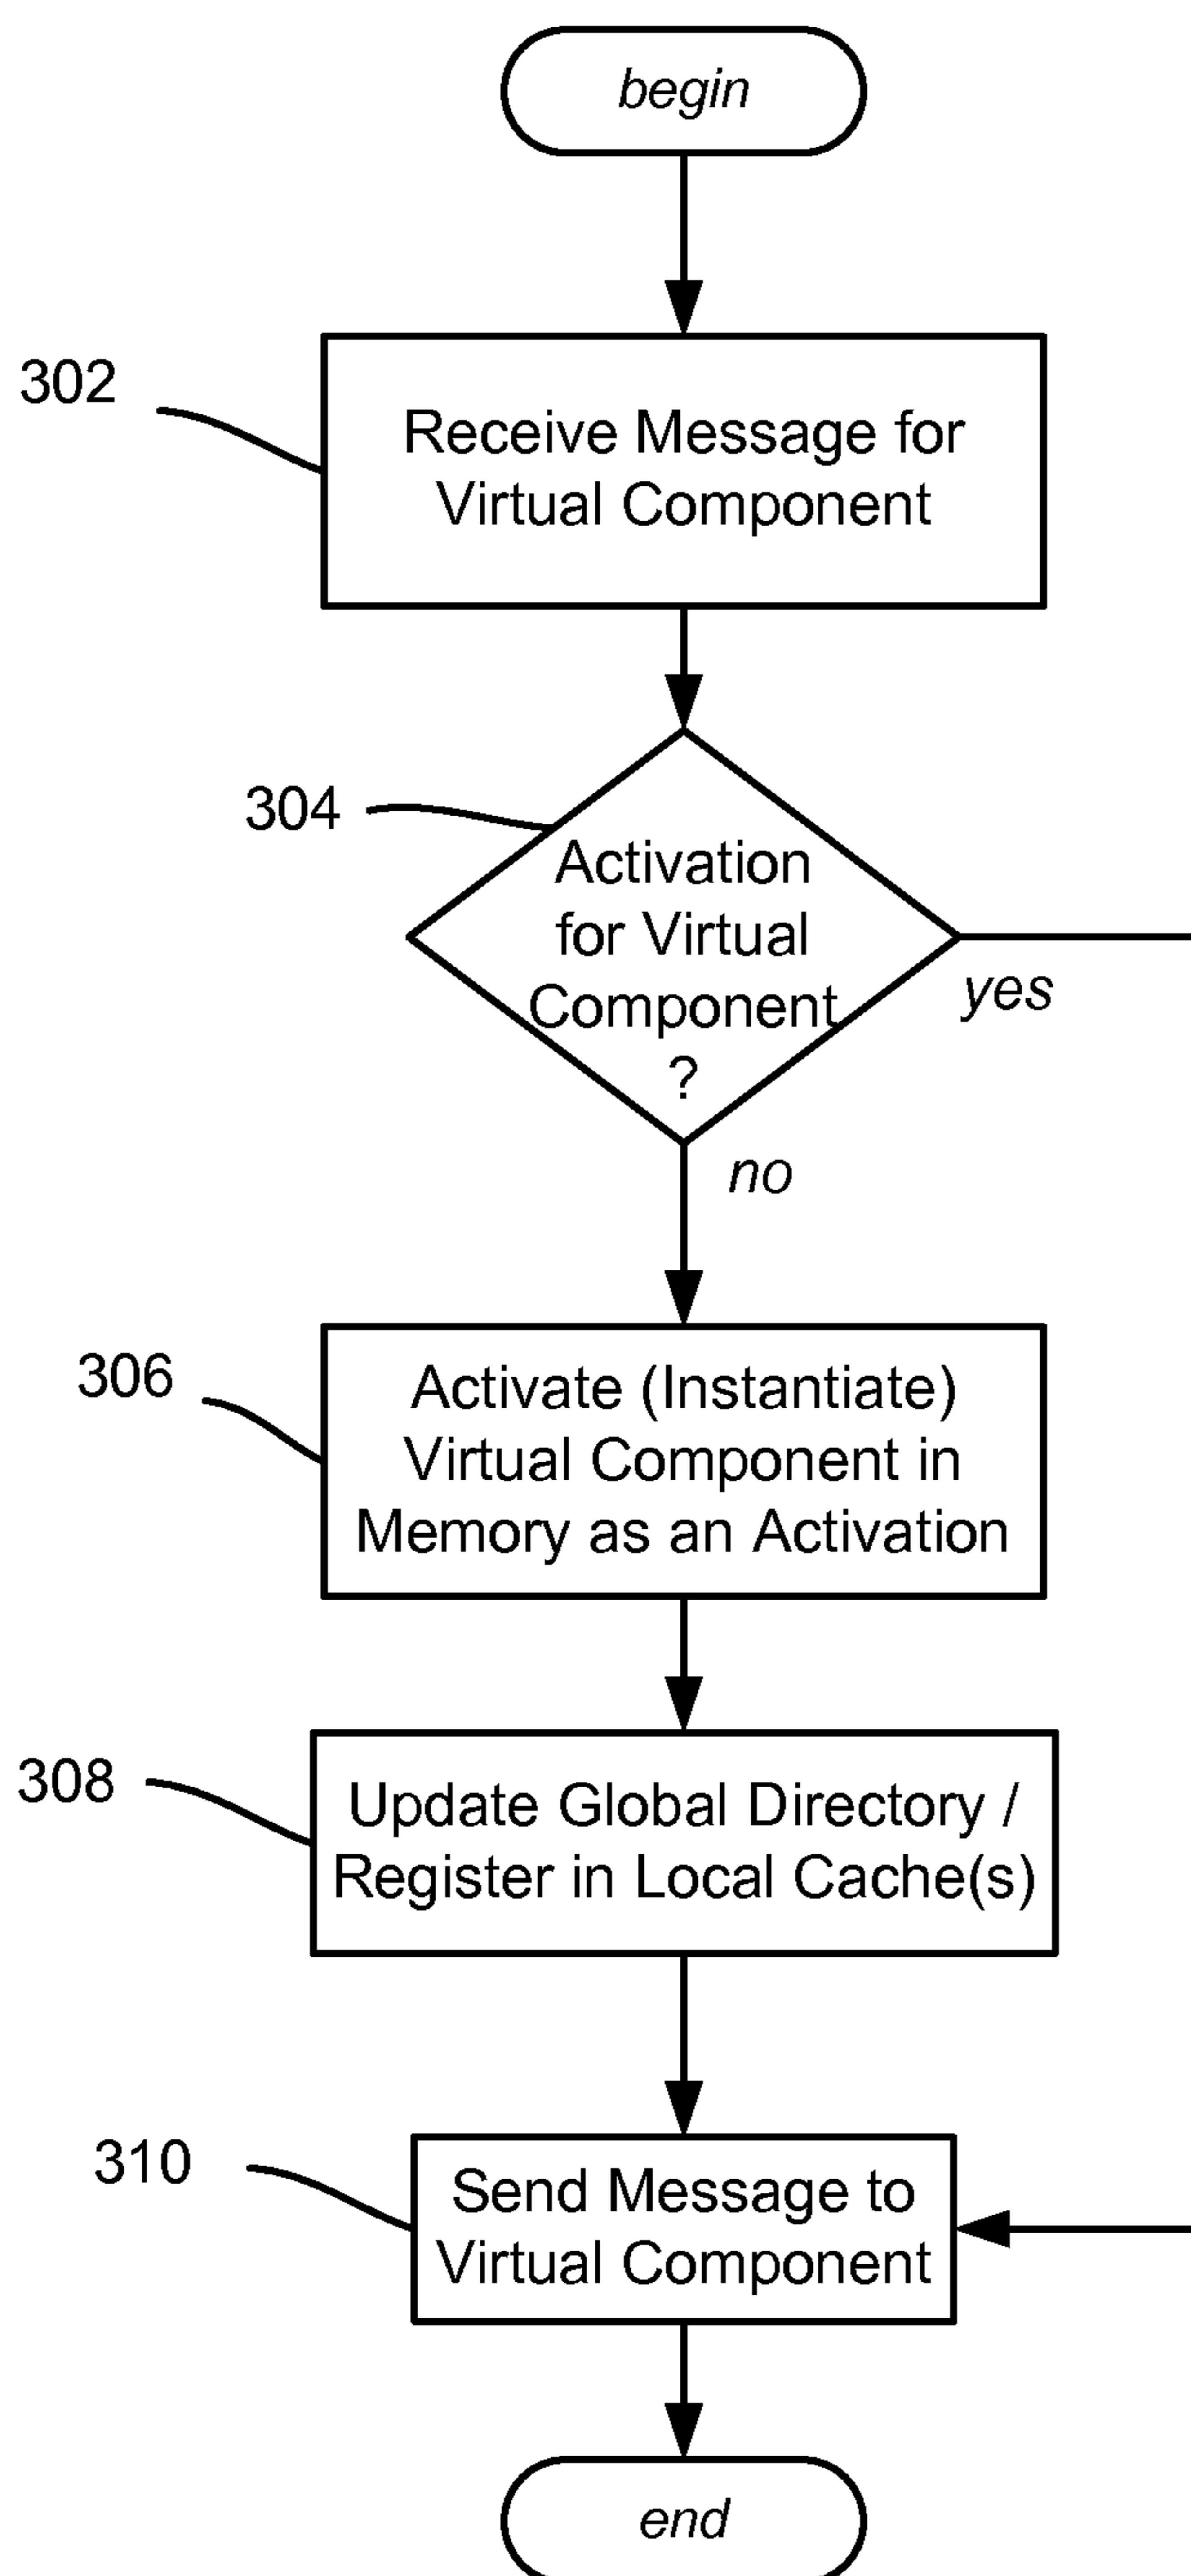 begin
302
Receive Message for
Virtual Component
304
Activation
for Virtual
Component
?
yes
no
306
Activate (Instantiate)
Virtual Component in
Memory as an Activation
308
Update Global Directory /
Register in Local Cache(s)
310
Send Message to
Virtual Component
end